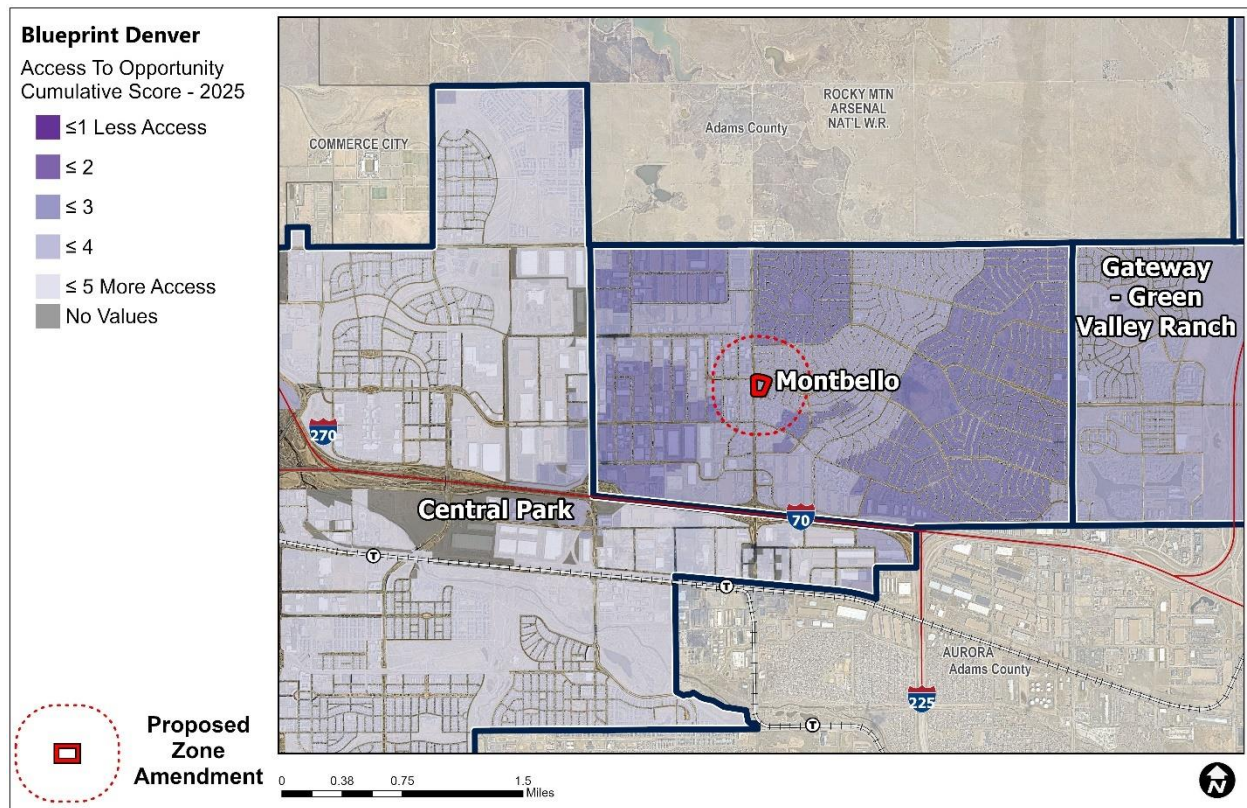 Blueprint Denver
Access To Opportunity
Cumulative Score - 2025
≤1 Less Access
≤ 2
≤ 3
≤ 4
≤ 5 More Access
No Values
COMMERCE CITY
Adams County
ROCKY MTN
ARSENAL
NAT'L W.R.
Gateway
- Green
Valley Ranch
Montbello
270
Central Park
70
T
T
AURORA
Adams County
225
T
Proposed
Zone
Amendment
0 0.38 0.75 1.5
Miles
N